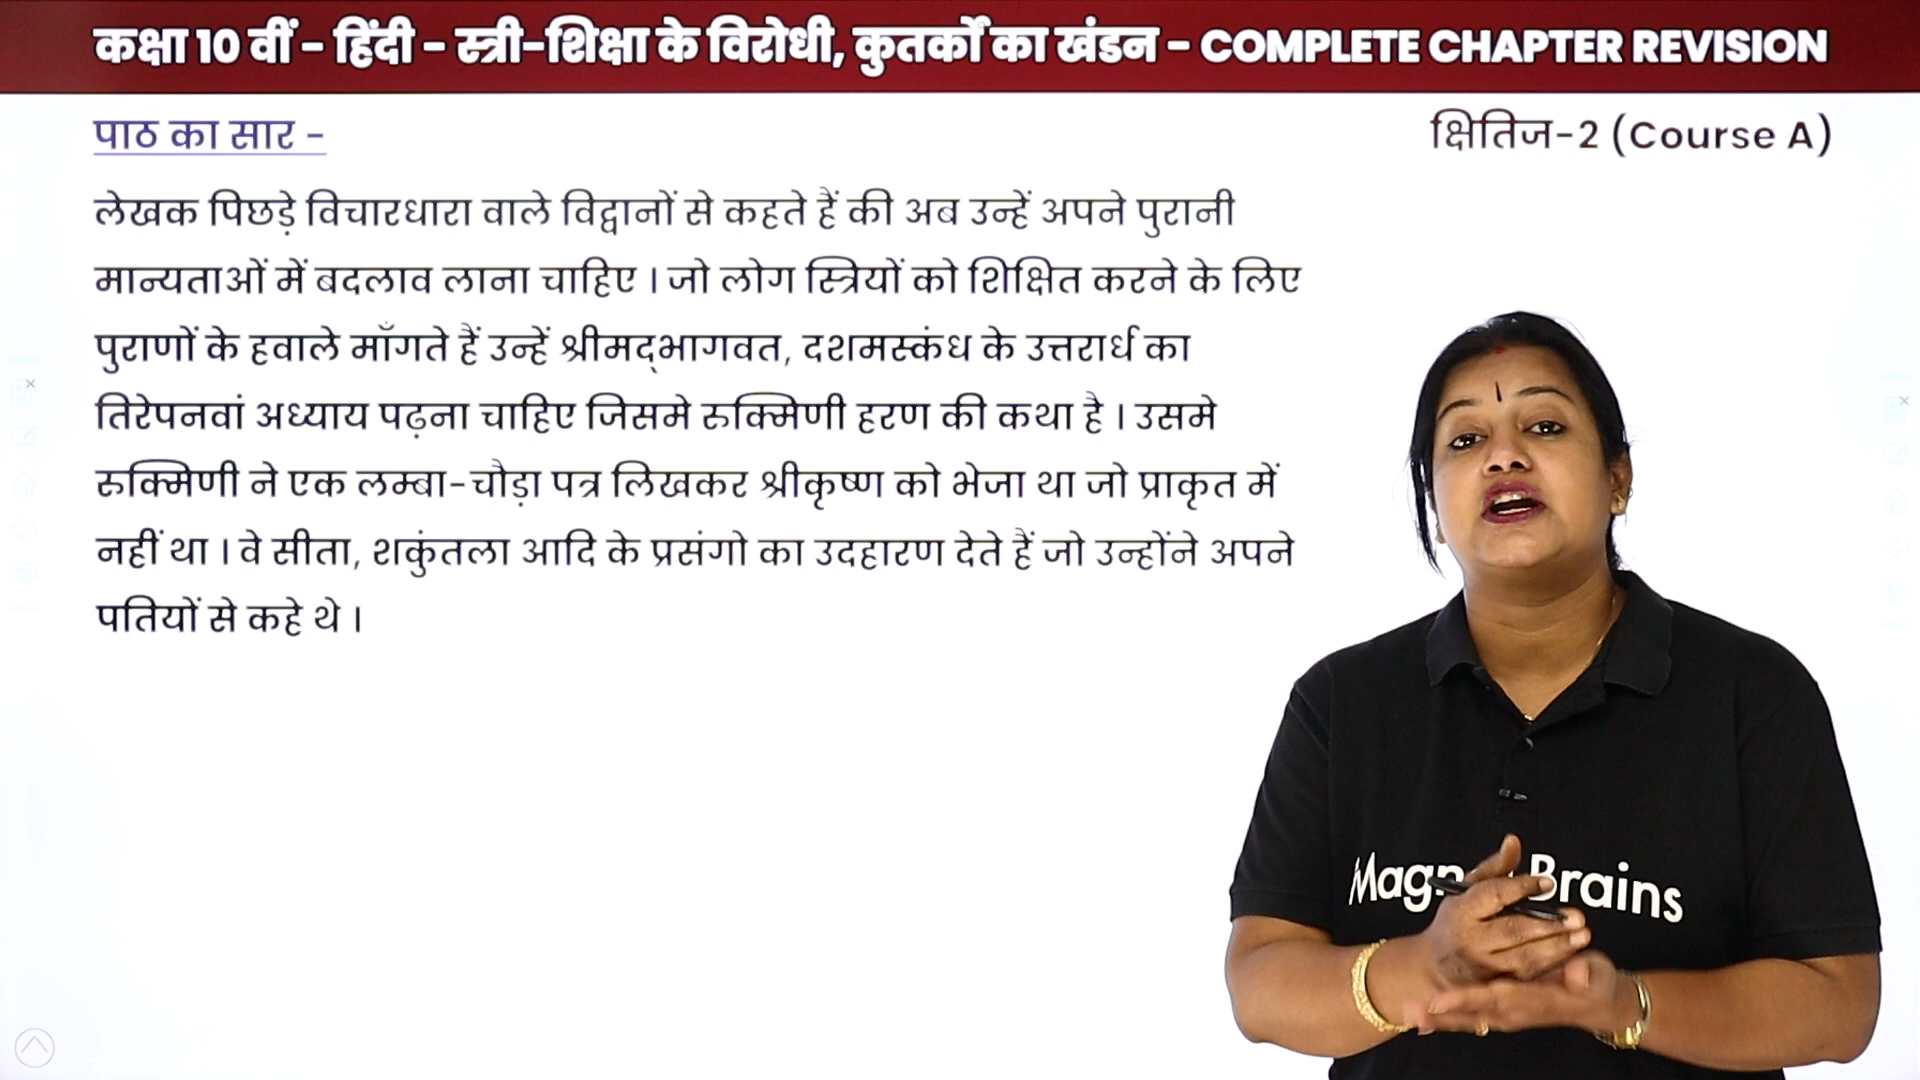 कक्षा 10 वीं – हिंदी – स्त्री-शिक्षा के विरोधी, कुतर्कों का खंडन – COMPLETE CHAPTER REVISION
पाठ का सार –
क्षितिज-2 (Course A)
लेखक पिछड़े विचारधारा वाले विद्वानों से कहते हैं की अब उन्हें अपने पुरानी
मान्यताओं में बदलाव लाना चाहिए । जो लोग स्त्रियों को शिक्षित करने के लिए
पुराणों के हवाले माँगते हैं उन्हें श्रीमद्भागवत, दशमस्कंध के उत्तरार्ध का
तिरेपनवां अध्याय पढ़ना चाहिए जिसमे रुक्मिणी हरण की कथा है । उसमे
रुक्मिणी ने एक लम्बा-चौड़ा पत्र लिखकर श्रीकृष्ण को भेजा था जो प्राकृत में
नहीं था । वे सीता, शकुंतला आदि के प्रसंगो का उदहारण देते हैं जो उन्होंने अपने
पतियों से कहे थे ।
Brains